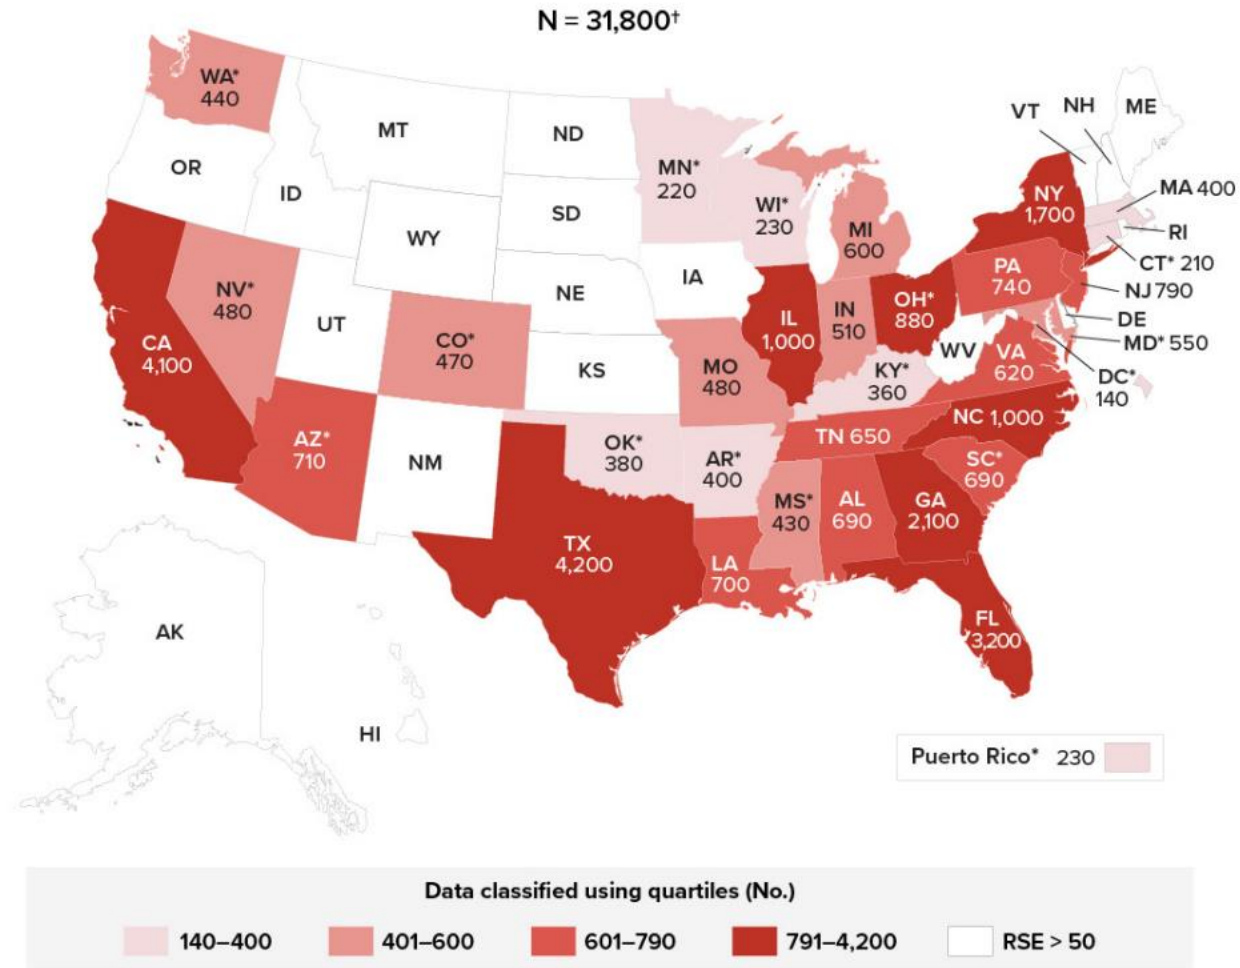 N = 31,800†
WA*
440
MT
ND
OR
ID
SD
WY
MN*
220
WI*
230
MI
600
VT
NH
ME
NY
1,700
MA 400
RI
CT* 210
NJ 790
DE
MD* 550
DC*
140
PA
740
IA
NE
NV*
480
UT
CO*
470
KS
CA
4,100
IL
1,000
IN
510
OH*
880
WV
VA
620
MO
480
KY*
360
NC 1,000
TN 650
AZ*
710
NM
OK*
380
AR*
400
SC*
690
MS*
430
AL
690
GA
2,100
TX
4,200
LA
700
FL
3,200
AK
HI
Puerto Rico* 230
Data classified using quartiles (No.)
140–400
401–600
601–790
791–4,200
RSE > 50